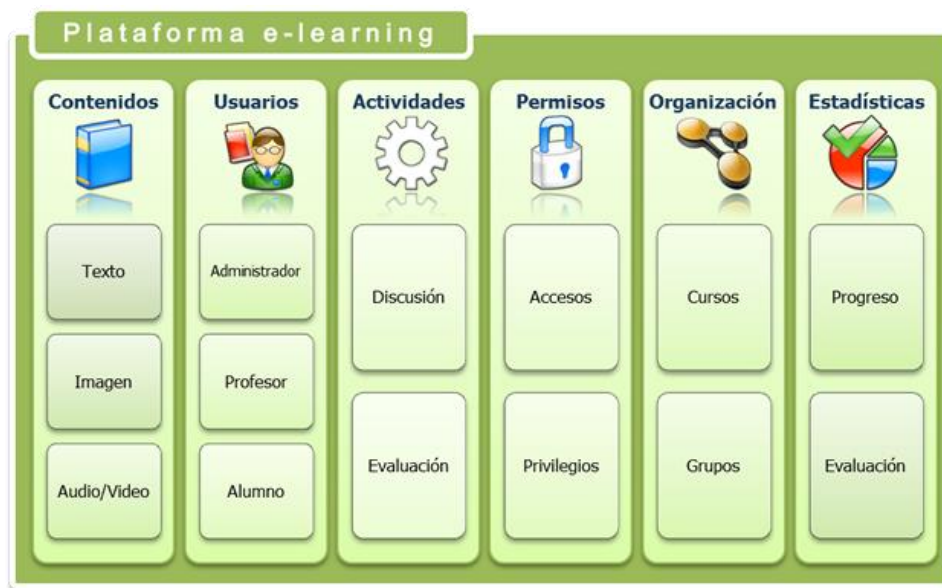 Plataforma e-learning
Contenidos
Texto
Imagen
Audio/Video
Usuarios
Administrador
Profesor
Alumno
Actividades
Discusión
Evaluación
Permisos
Accesos
Privilegios
Organización
Cursos
Grupos
Estadísticas
Progreso
Evaluación